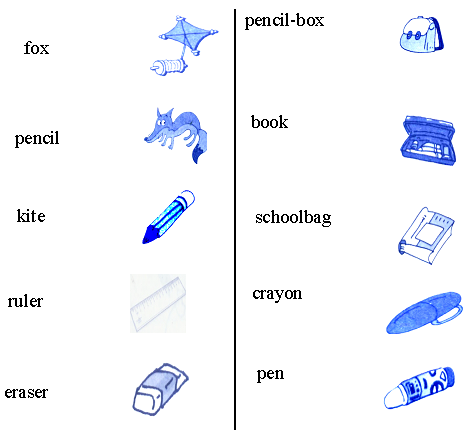 fox
pencil
kite
ruler
eraser
pencil-box
book
schoolbag
crayon
pen